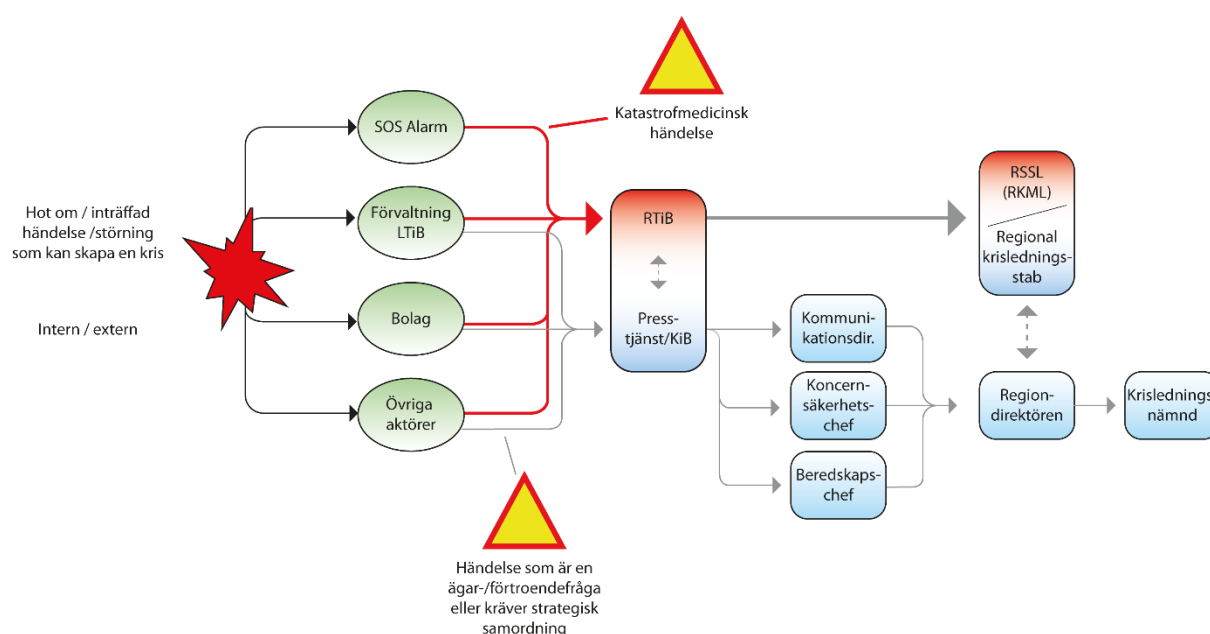 Hot om / inträffad
händelse /störning
som kan skapa en kris
Intern / extern
SOS Alarm
Förvaltning
LTiB
Bolag
Övriga
aktörer
Katastrofmedicinsk
händelse
Händelse som är en
ägar-/förtroendefråga
eller kräver strategisk
samordning
RTiB
Press-
tjänst/KiB
Kommuni-
kationsdir.
Koncern-
säkerhets-
chef
Beredskaps-
chef
RSSL
(RKML)
Regional
krislednings-
stab
Region-
direktören
Krislednings
nämnd